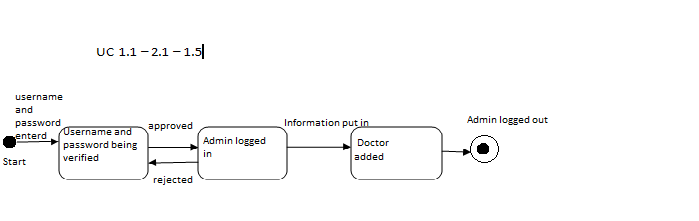 UC 1.1 – 2.1 – 1.5
username
and
password
enterd
Start
Username and
password being
verified
approved
rejected
Admin logged
in
Information put in
Doctor
added
Admin logged out